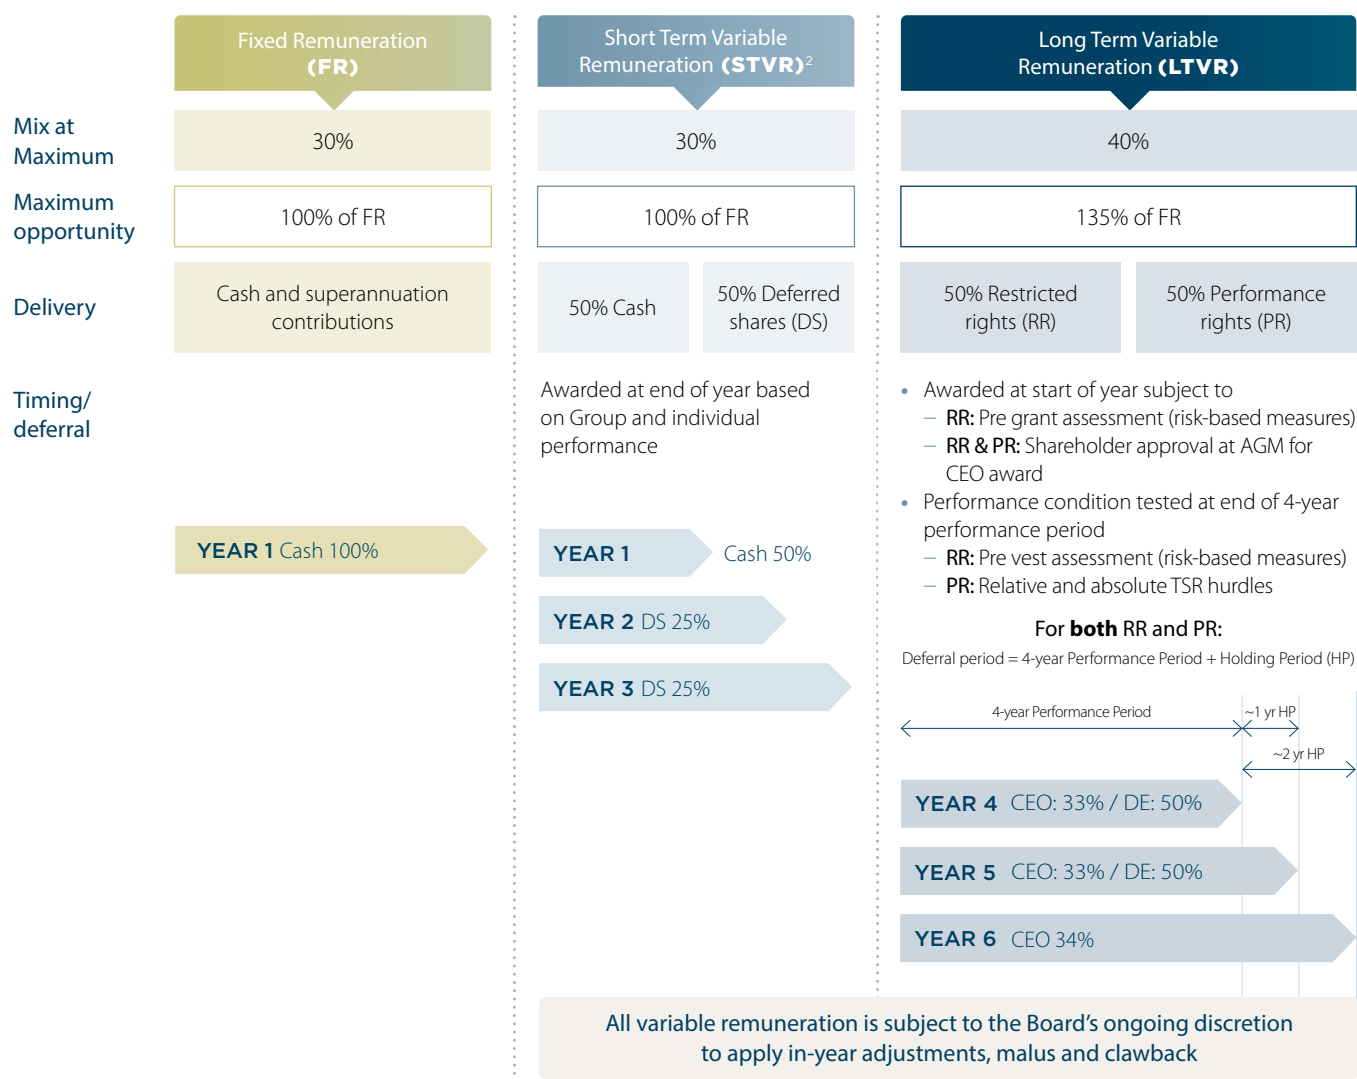 Fixed Remuneration
(FR)
Short Term Variable
Remuneration (STVR)2
Long Term Variable
Remuneration (LTVR)
Mix at
Maximum
30%
30%
40%
Maximum
opportunity
100% of FR
100% of FR
135% of FR
Delivery
Cash and superannuation
contributions
50% Cash
50% Deferred
shares (DS)
50% Restricted
rights (RR)
50% Performance
rights (PR)
Timing/
deferral
YEAR 1 Cash 100%
Awarded at end of year based
on Group and individual
performance
YEAR 1 Cash 50%
YEAR 2 DS 25%
YEAR 3 DS 25%
• Awarded at start of year subject to
– RR: Pre grant assessment (risk-based measures)
– RR & PR: Shareholder approval at AGM for
CEO award
• Performance condition tested at end of 4-year
performance period
– RR: Pre vest assessment (risk-based measures)
– PR: Relative and absolute TSR hurdles
For both RR and PR:
Deferral period = 4-year Performance Period + Holding Period (HP)
4-year Performance Period
~1 yr HP
~2 yr HP
YEAR 4 CEO: 33% / DE: 50%
YEAR 5 CEO: 33% / DE: 50%
YEAR 6 CEO 34%
All variable remuneration is subject to the Board’s ongoing discretion
to apply in-year adjustments, malus and clawback